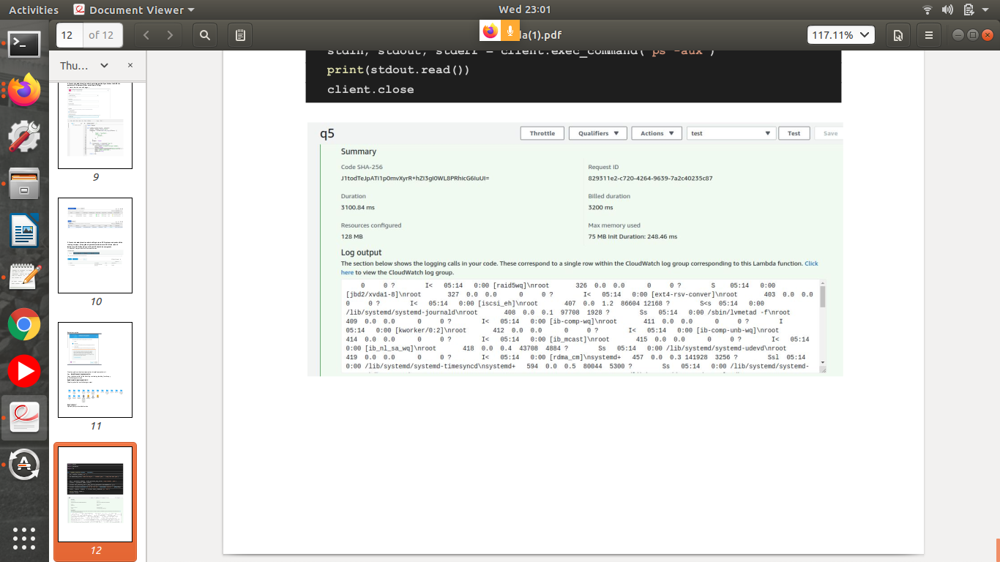 Activities
Document Viewer
Wed 23:01
12 of 12
la(1).pdf
117.11%
Thu...
×
9
10
11
12
stdin, stdout, stderr = client.exec_command('ps -aux')
print(stdout.read())
client.close
q5
Throttle
Qualifiers
Actions
test
Test
Save
Summary
Code SHA-256
J1todTeJpATi1p0mvXyrR+hZI3gI0WL8PRhicG6IuUI=
Request ID
829311e2-c720-4264-9639-7a2c40235c87
Duration
3100.84 ms
Billed duration
3200 ms
Resources configured
128 MB
Max memory used
75 MB Init Duration: 248.46 ms
Log output
The section below shows the logging calls in your code. These correspond to a single row within the CloudWatch log group corresponding to this Lambda function. Click
here to view the CloudWatch log group.
0 0 ? I< 05:14 0:00 [raid5wq]\nroot 326 0.0 0.0 0 0 ? S 05:14 0:00
[jbd2/xvda1-8]\nroot 327 0.0 0.0 0 0 ? I< 05:14 0:00 [ext4-rsv-conver]\nroot 403 0.0 0.0
0 0 ? I< 05:14 0:00 [iscsi_eh]\nroot 407 0.0 1.2 86604 12168 ? S<s 05:14 0:00
/lib/systemd/systemd-journald\nroot 408 0.0 0.1 97708 1928 ? Ss 05:14 0:00 /sbin/lvmetad -f\nroot
409 0.0 0.0 0 0 ? I< 05:14 0:00 [ib-comp-wq]\nroot 411 0.0 0.0 0 0 ? I
05:14 0:00 [kworker/0:2]\nroot 412 0.0 0.0 0 0 ? I< 05:14 0:00 [ib-comp-unb-wq]\nroot
414 0.0 0.0 0 0 ? I< 05:14 0:00 [ib_mcast]\nroot 415 0.0 0.0 0 0 ? I< 05:14
0:00 [ib_nl_sa_wq]\nroot 418 0.0 0.4 43708 4884 ? Ss 05:14 0:00 /lib/systemd/systemd-udevd\nroot
419 0.0 0.0 0 0 ? I< 05:14 0:00 [rdma_cm]\nsystemd+ 457 0.0 0.3 141928 3256 ? Ssl 05:14
0:00 /lib/systemd/systemd-timesyncd\nsystemd+ 594 0.0 0.5 80044 5300 ? Ss 05:14 0:00 /lib/systemd/systemd-